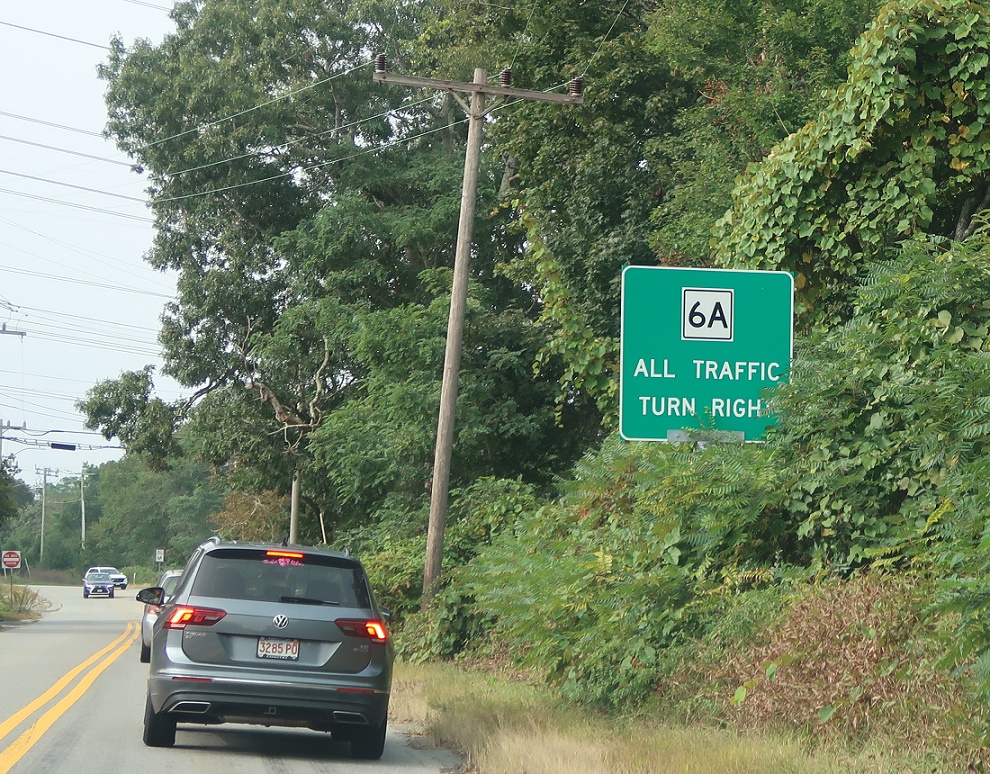 6A
ALL TRAFFIC
TURN RIGH
3285 PO